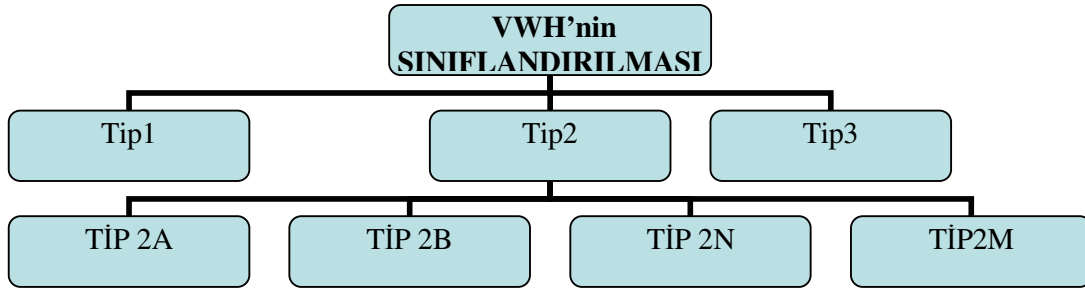 VWH’nin
SINIFLANDIRILMASI
Tip1
Tip2
Tip3
TİP 2A
TİP 2B
TİP 2N
TİP2M